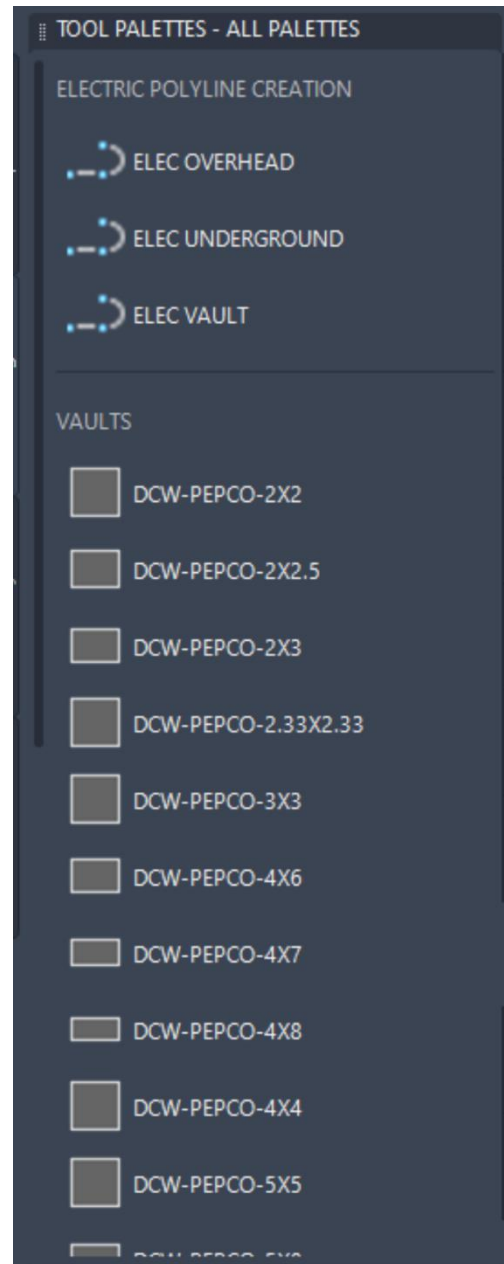 TOOL PALETTES - ALL PALETTES
ELECTRIC POLYLINE CREATION
ELEC OVERHEAD
ELEC UNDERGROUND
ELEC VAULT
VAULTS
DCW-PEPCO-2X2
DCW-PEPCO-2X2.5
DCW-PEPCO-2X3
DCW-PEPCO-2.33X2.33
DCW-PEPCO-3X3
DCW-PEPCO-4X6
DCW-PEPCO-4X7
DCW-PEPCO-4X8
DCW-PEPCO-4X4
DCW-PEPCO-5X5